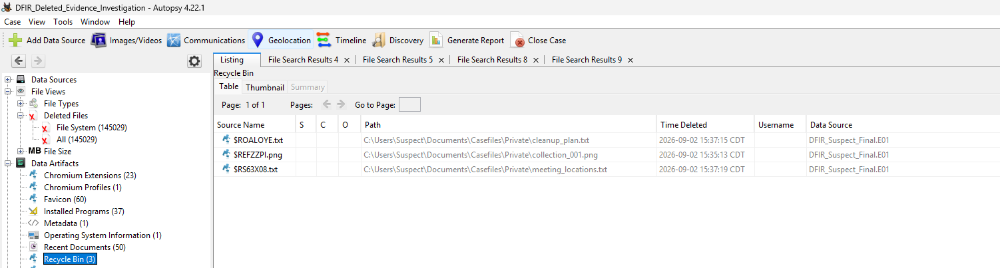 DFIR_Deleted_Evidence_Investigation - Autopsy 4.22.1
Case View Tools Window Help
Add Data Source Images/Videos Communications Geolocation Timeline Discovery Generate Report Close Case
Listing File Search Results 4 File Search Results 5 File Search Results 8 File Search Results 9
Recycle Bin
Table Thumbnail Summary
Page: 1 of 1 Pages: Go to Page:
Source Name S C O Path Time Deleted Username Data Source
$ROALOYE.txt C:\Users\Suspect\Documents\Casefiles\Private\cleanup_plan.txt 2026-09-02 15:37:15 CDT DFIR_Suspect_Final.E01
$REFZZPI.png C:\Users\Suspect\Documents\Casefiles\Private\collection_001.png 2026-09-02 15:35:13 CDT DFIR_Suspect_Final.E01
$RS63X08.txt C:\Users\Suspect\Documents\Casefiles\Private\meeting_locations.txt 2026-09-02 15:37:19 CDT DFIR_Suspect_Final.E01
Data Sources
File Views
File Types
Deleted Files
File System (145029)
All (145029)
MB File Size
Data Artifacts
Chromium Extensions (23)
Chromium Profiles (1)
Favicon (60)
Installed Programs (37)
Metadata (1)
Operating System Information (1)
Recent Documents (50)
Recycle Bin (3)